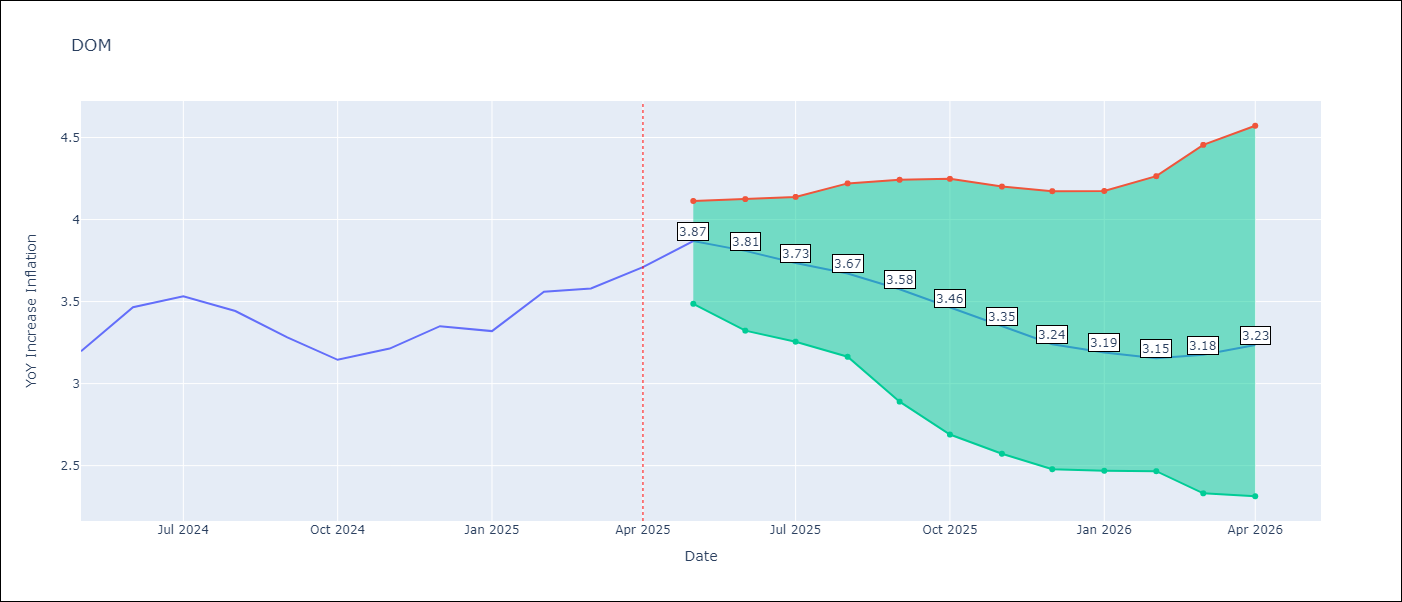 DOM
YoY Increase Inflation
4.5
4
3.5
3
2.5
3.87
3.81
3.73
3.67
3.58
3.46
3.35
3.24
3.19
3.15
3.18
3.23
Jul 2024
Oct 2024
Jan 2025
Apr 2025
Jul 2025
Oct 2025
Jan 2026
Apr 2026
Date